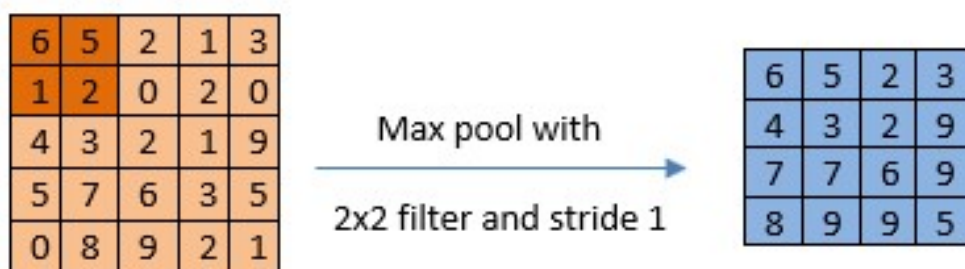 6 5 2 1 3
1 2 0 2 0
4 3 2 1 9
5 7 6 3 5
0 8 9 2 1
Max pool with
2x2 filter and stride 1
6 5 2 3
4 3 2 9
7 7 6 9
8 9 9 5